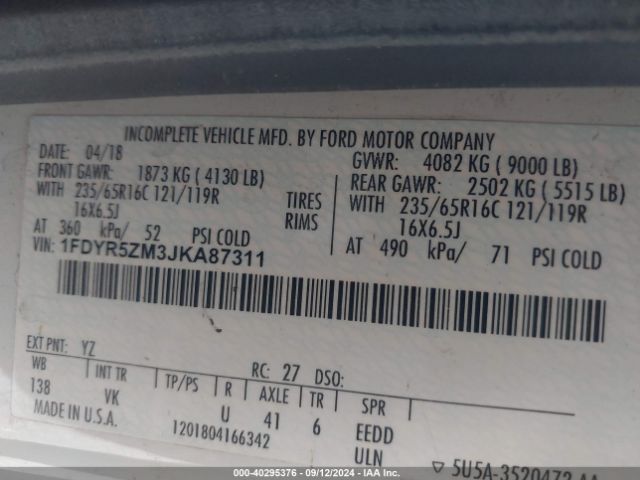 INCOMPLETE VEHICLE MFD. BY FORD MOTOR COMPANY
DATE: 04/18
GVWR: 4082 KG ( 9000 LB)
FRONT GAWR: 1873 KG ( 4130 LB)
REAR GAWR: 2502 KG ( 5515 LB)
WITH 235/65R16C 121/119R TIRES WITH 235/65R16C 121/119R
16X6.5J RIMS 16X6.5J
AT 360 kPa/ 52 PSI COLD AT 490 kPa/ 71 PSI COLD
VIN: 1FDYR5ZM3JKA87311
EXT PNT: YZ RC: 27 DSO:
WB INT TR TP/PS R AXLE TR SPR
138 VK U 41 6 EEDD
MADE IN U.S.A. 1201804166342 ULN
▽ 5U5A-3520472-AA
000-40295376 - 09/12/2024 - IAA Inc.